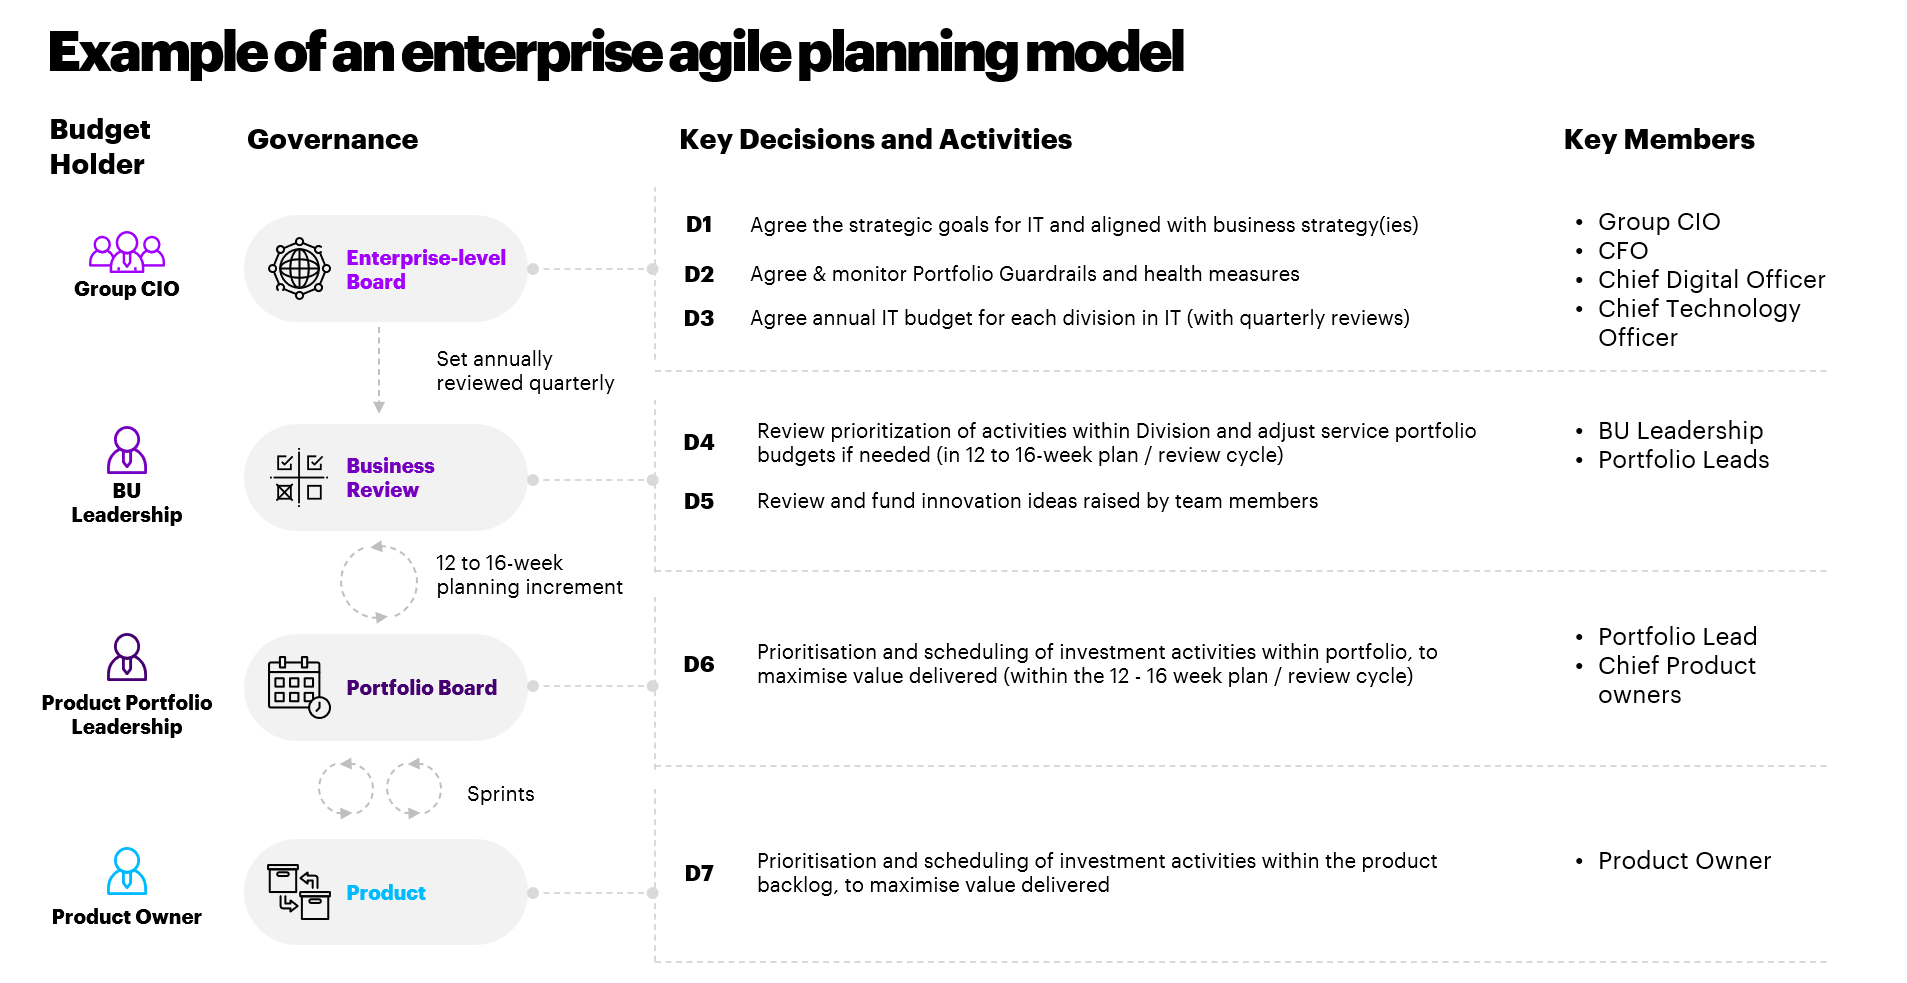 Example of an enterprise agile planning model
Budget
Holder
Governance
Key Decisions and Activities
Key Members
Group CIO
Enterprise-level
Board
D1 Agree the strategic goals for IT and aligned with business strategy(ies)
D2 Agree & monitor Portfolio Guardrails and health measures
D3 Agree annual IT budget for each division in IT (with quarterly reviews)
• Group CIO
• CFO
• Chief Digital Officer
• Chief Technology
Officer
Set annually
reviewed quarterly
BU
Leadership
Business
Review
D4 Review prioritization of activities within Division and adjust service portfolio
budgets if needed (in 12 to 16-week plan / review cycle)
D5 Review and fund innovation ideas raised by team members
• BU Leadership
• Portfolio Leads
12 to 16-week
planning increment
Product Portfolio
Leadership
Portfolio Board
D6 Prioritisation and scheduling of investment activities within portfolio, to
maximise value delivered (within the 12 - 16 week plan / review cycle)
• Portfolio Lead
• Chief Product
owners
Sprints
Product Owner
Product
D7 Prioritisation and scheduling of investment activities within the product
backlog, to maximise value delivered
• Product Owner